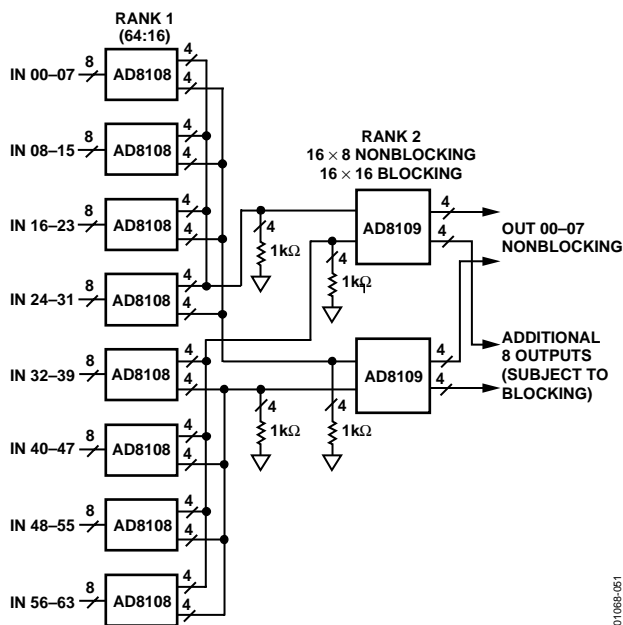 RANK 1
(64:16)
IN 00–07
8
AD8108
4
4
IN 08–15
8
AD8108
4
4
IN 16–23
8
AD8108
4
4
IN 24–31
8
AD8108
4
4
IN 32–39
8
AD8108
4
4
IN 40–47
8
AD8108
4
4
IN 48–55
8
AD8108
4
4
IN 56–63
8
AD8108
4
4
RANK 2
16 × 8 NONBLOCKING
16 × 16 BLOCKING
4
1kΩ
4
1kΩ
AD8109
4
4
4
1kΩ
4
1kΩ
AD8109
4
4
OUT 00–07
NONBLOCKING
ADDITIONAL
8 OUTPUTS
(SUBJECT TO
BLOCKING)
01068-051